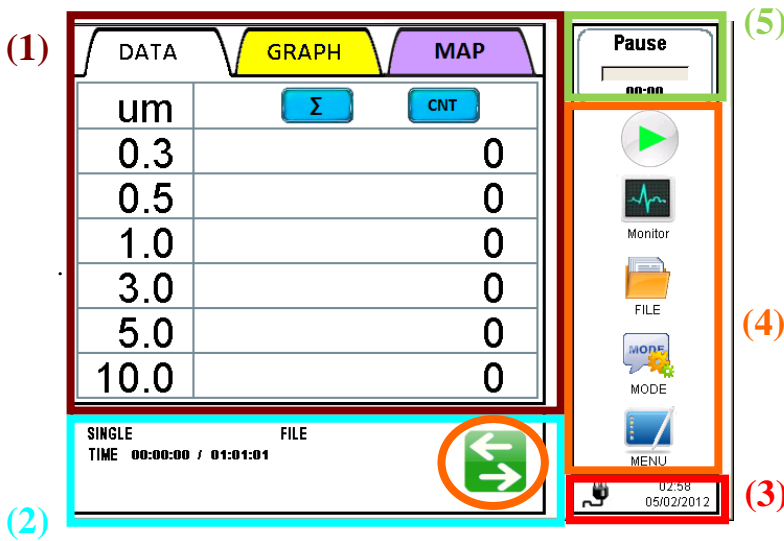 (1)
DATA GRAPH MAP
um Σ CNT
0.3 0
0.5 0
1.0 0
3.0 0
5.0 0
10.0 0
SINGLE FILE
TIME 00:00:00 / 01:01:01
(2)
(5)
Pause
00:00
Monitor
FILE
MODE
MODE
MENU
(4)
02:58
05/02/2012
(3)